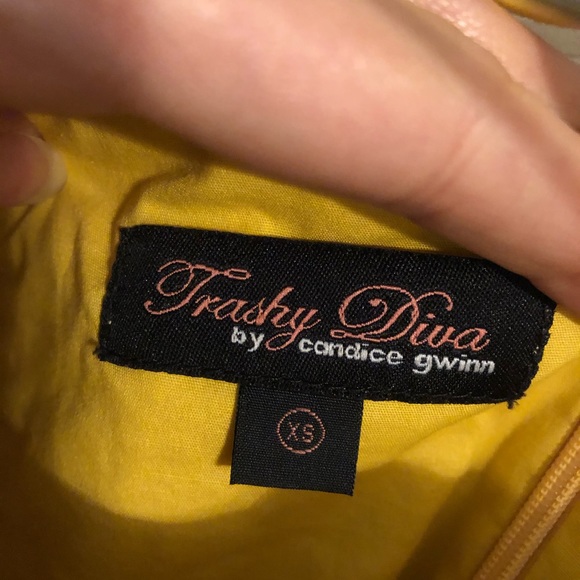 Trashy Diva
by candice gwinn
XS